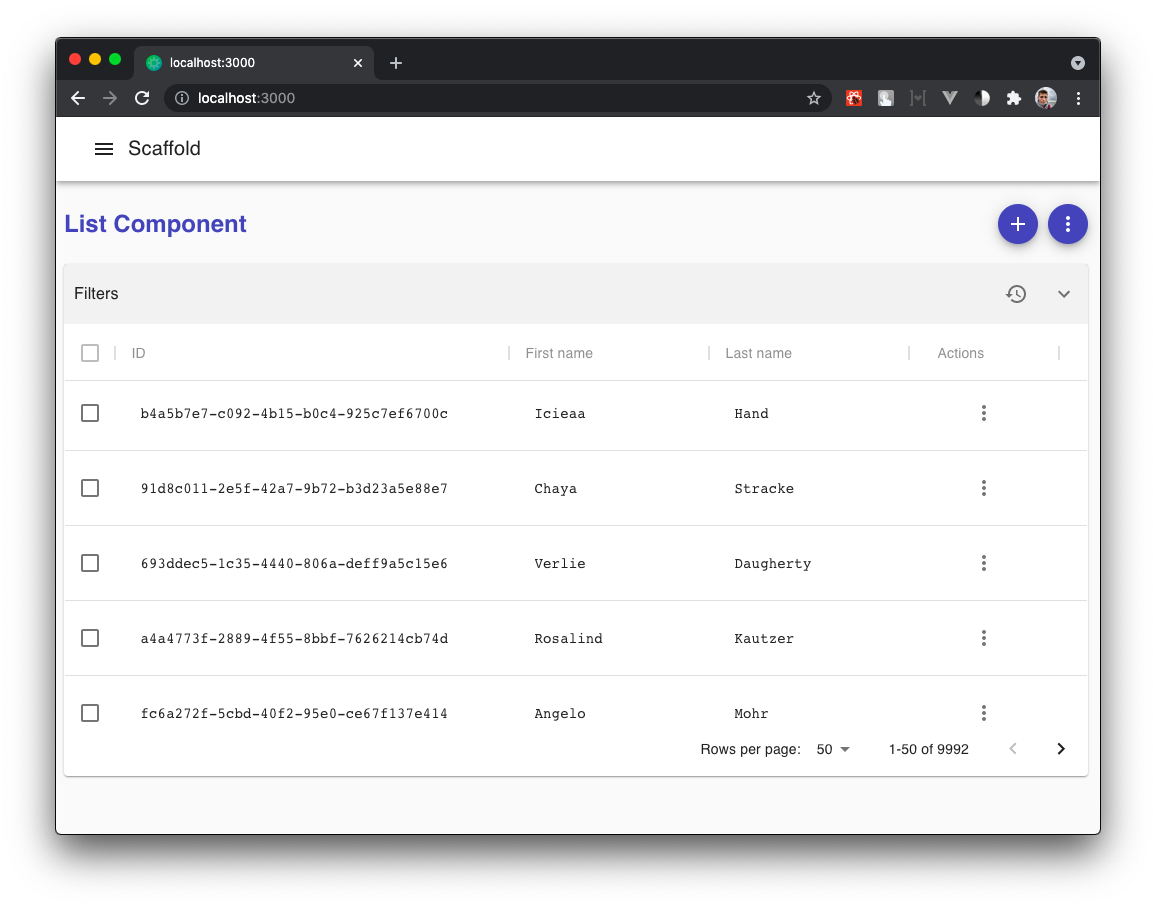 localhost:3000
localhost:3000
Scaffold
List Component
Filters
ID First name Last name Actions
b4a5b7e7-c092-4b15-b0c4-925c7ef6700c Icieaa Hand
91d8c011-2e5f-42a7-9b72-b3d23a5e88e7 Chaya Stracke
693ddec5-1c35-4440-806a-deff9a5c15e6 Verlie Daugherty
a4a4773f-2889-4f55-8bbf-7626214cb74d Rosalind Kautzer
fc6a272f-5cbd-40f2-95e0-ce67f137e414 Angelo Mohr
Rows per page: 50 1-50 of 9992